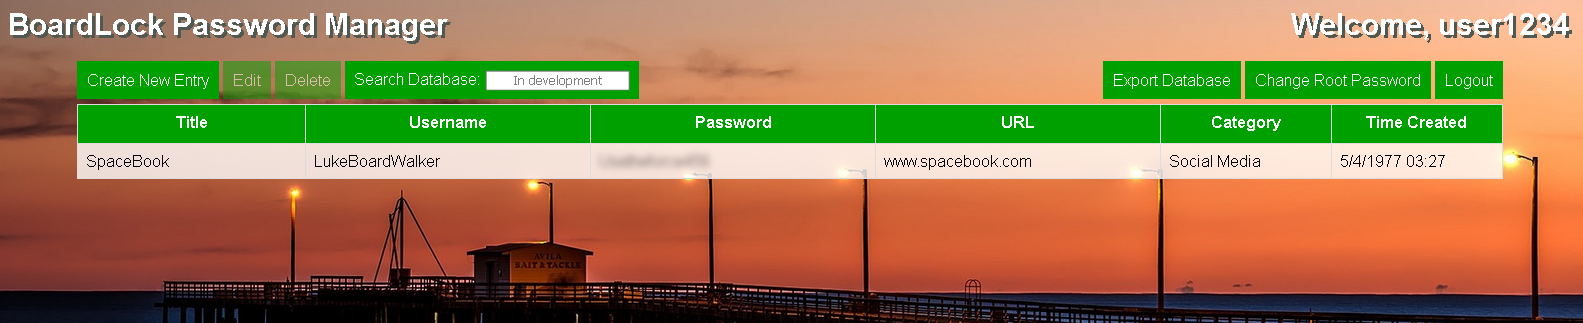 BoardLock Password Manager
Welcome, user1234
Create New Entry Edit Delete Search Database: In development Export Database Change Root Password Logout
Title Username Password URL Category Time Created
SpaceBook LukeBoardWalker www.spacebook.com Social Media 5/4/1977 03:27
AVILA
BAIT & TACKLE